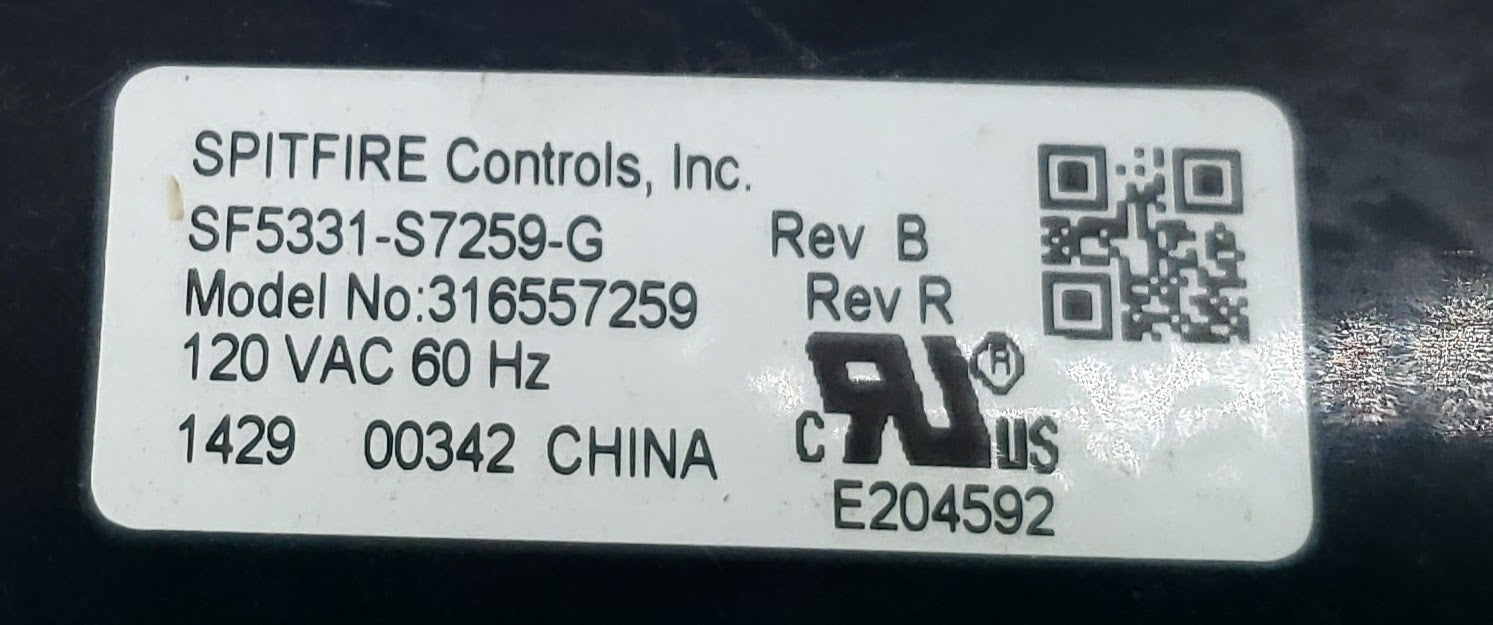 SPITFIRE Controls, Inc.
SF5331-S7259-G Rev B
Model No:316557259 Rev R
120 VAC 60 Hz
C RU ® US
1429 00342 CHINA
E204592